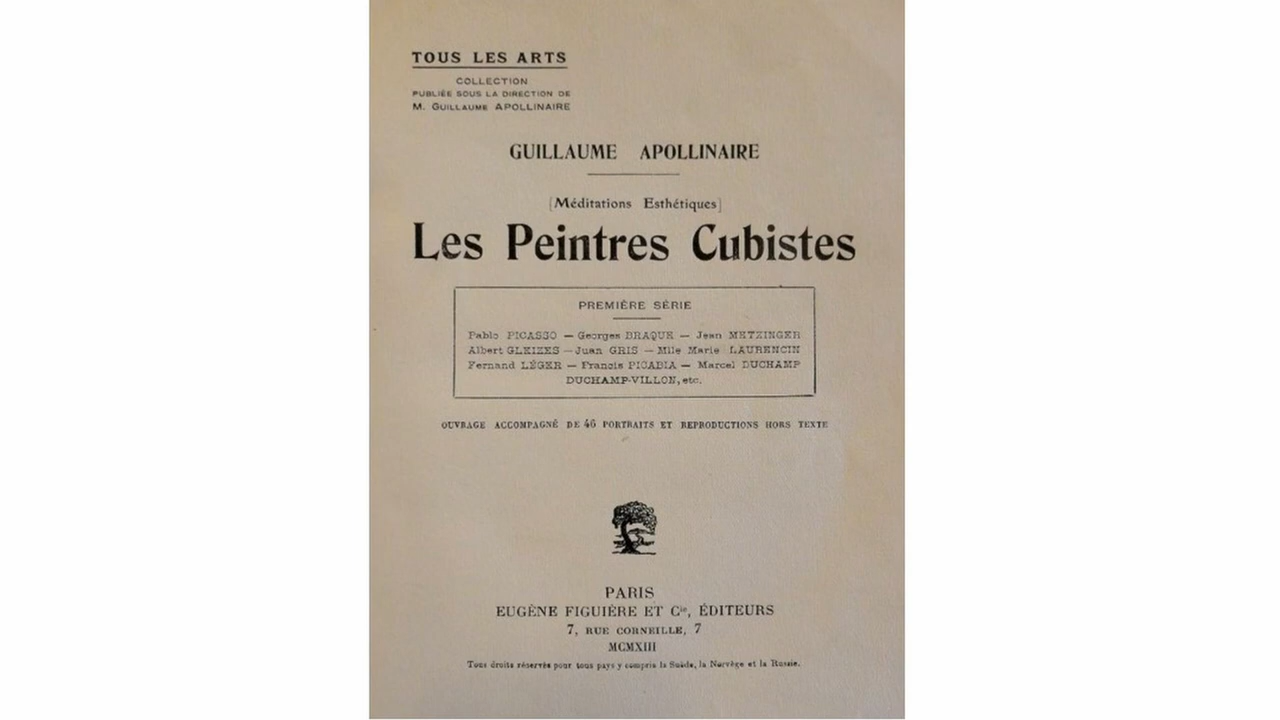 TOUS LES ARTS
COLLECTION
PUBLIÉE SOUS LA DIRECTION DE
M. GUILLAUME APOLLINAIRE
GUILLAUME APOLLINAIRE
[Méditations Esthétiques]
Les Peintres Cubistes
PREMIÈRE SÉRIE
Pablo PICASSO — Georges BRAQUE — Jean METZINGER
Albert GLEIZES — Juan GRIS — Mlle Marie LAURENCIN
Fernand LÉGER — Francis PICABIA — Marcel DUCHAMP
DUCHAMP-VILLON, etc.
OUVRAGE ACCOMPAGNÉ DE 46 PORTRAITS ET REPRODUCTIONS HORS TEXTE
PARIS
EUGÈNE FIGUIÈRE ET Cie, ÉDITEURS
7, RUE CORNEILLE, 7
MCMXIII
Tous droits réservés pour tous pays y compris la Suède, la Norvège et la Russie.